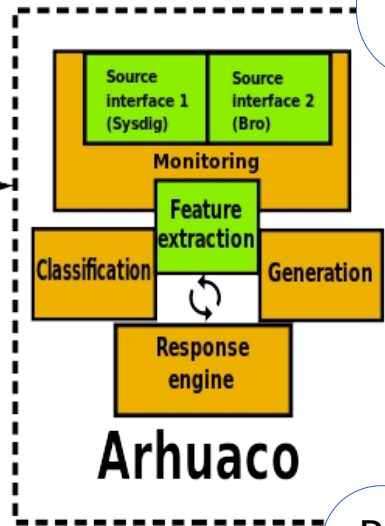 Source
interface 1
(Sysdig)
Source
interface 2
(Bro)
Monitoring
Feature
extraction
Classification
Generation
Response
engine
Arhuaco